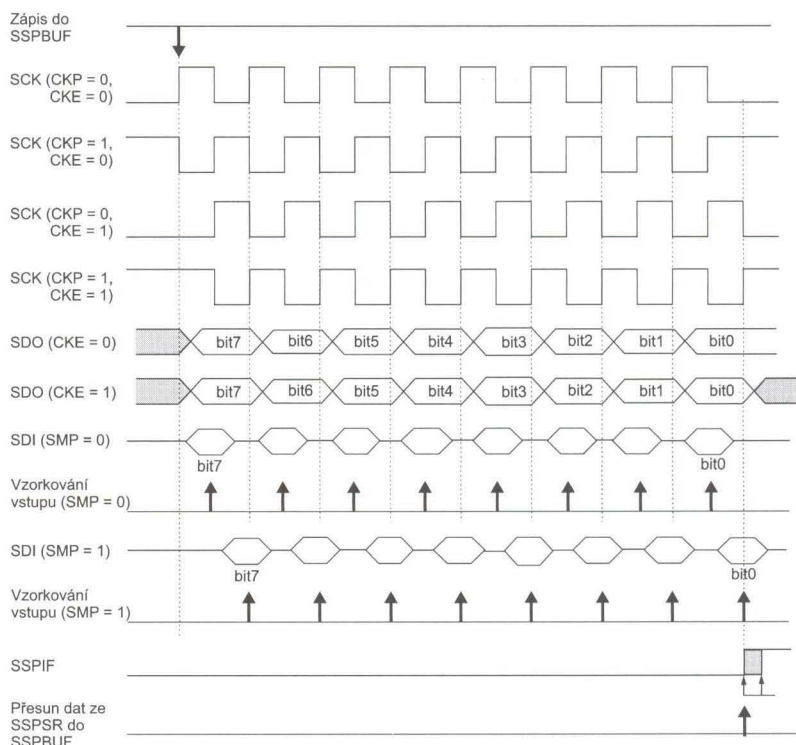 Zápis do
SSPBUF
SCK (CKP = 0,
CKE = 0)
SCK (CKP = 1,
CKE = 0)
SCK (CKP = 0,
CKE = 1)
SCK (CKP = 1,
CKE = 1)
SDO (CKE = 0) bit7 bit6 bit5 bit4 bit3 bit2 bit1 bit0
SDO (CKE = 1) bit7 bit6 bit5 bit4 bit3 bit2 bit1 bit0
SDI (SMP = 0)
bit7 bit0
Vzorkování
vstupu (SMP = 0)
SDI (SMP = 1)
bit7 bit0
Vzorkování
vstupu (SMP = 1)
SSPIF
Přesun dat ze
SSPSR do
SSPBUF